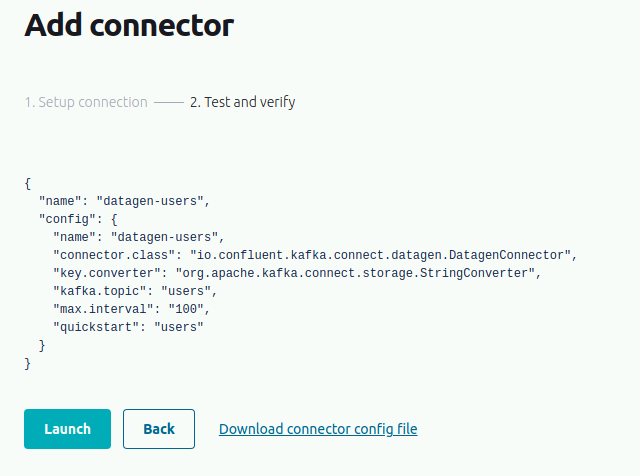 Add connector
1. Setup connection
2. Test and verify
{
  "name": "datagen-users",
  "config": {
    "name": "datagen-users",
    "connector.class": "io.confluent.kafka.connect.datagen.DatagenConnector",
    "key.converter": "org.apache.kafka.connect.storage.StringConverter",
    "kafka.topic": "users",
    "max.interval": "100",
    "quickstart": "users"
  }
}
Launch
Back
Download connector config file